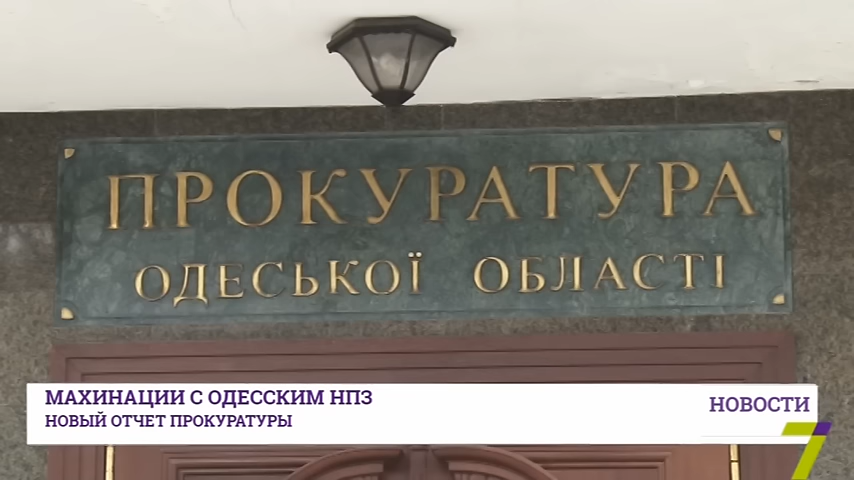 ПРОКУРАТУРА
ОДЕСЬКОЇ ОБЛАСТІ
МАХИНАЦИИ С ОДЕССКИМ НПЗ
НОВЫЙ ОТЧЕТ ПРОКУРАТУРЫ
НОВОСТИ
7